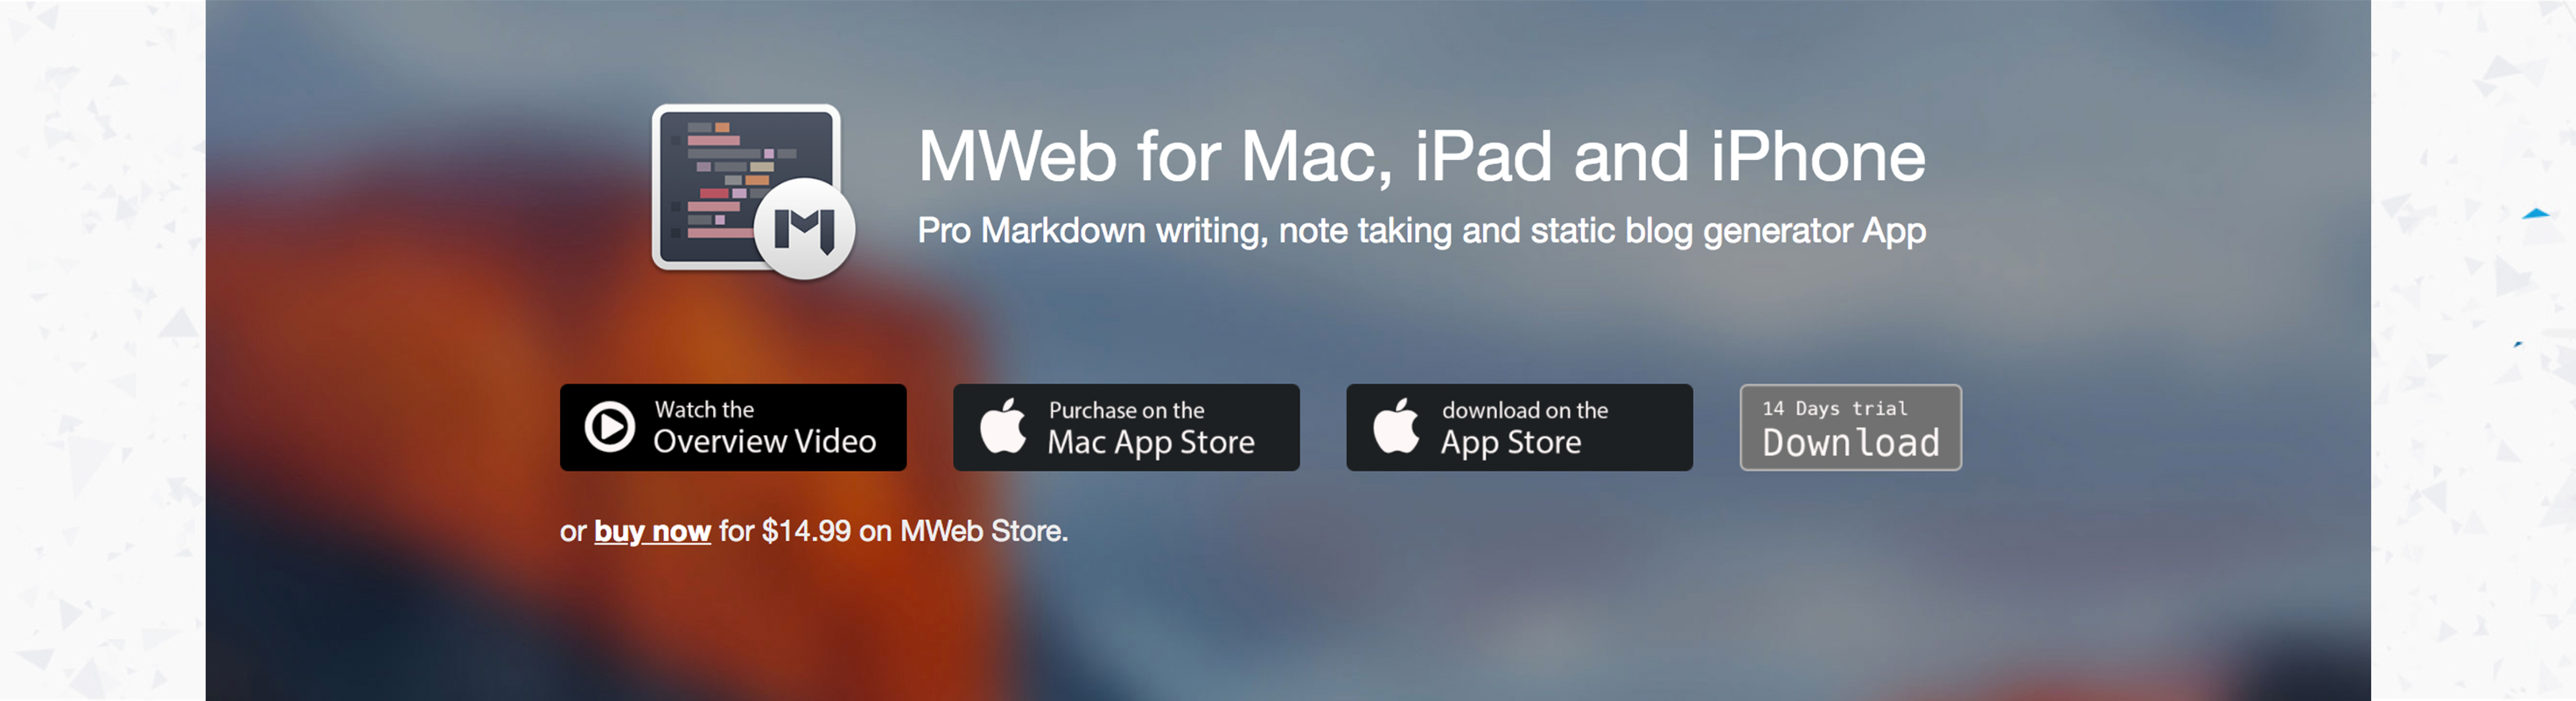 MWeb for Mac, iPad and iPhone
Pro Markdown writing, note taking and static blog generator App
Watch the
Overview Video
Purchase on the
Mac App Store
download on the
App Store
14 Days trial
Download
or buy now for $14.99 on MWeb Store.